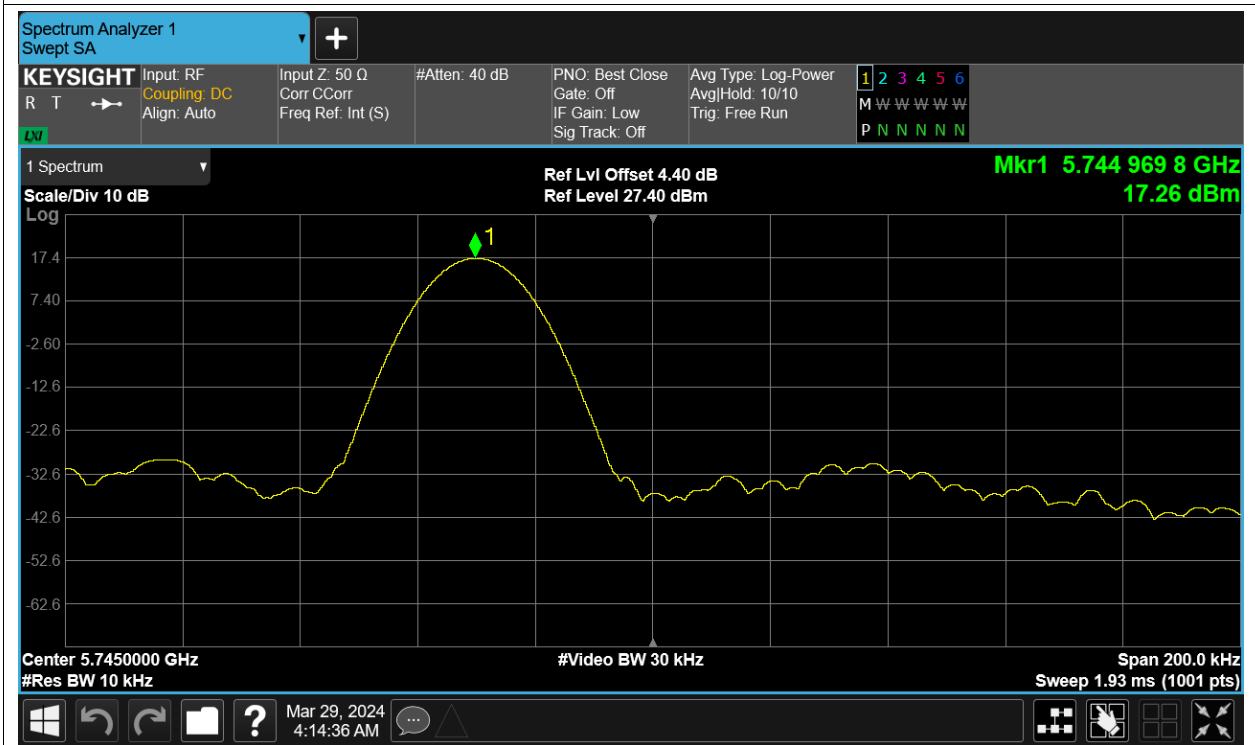 Spectrum Analyzer 1
Swept SA
KEYSIGHT
R T
LXI
Input: RF
Coupling: DC
Align: Auto
Input Z: 50 Ω
Corr CCorr
Freq Ref: Int (S)
#Atten: 40 dB
PNO: Best Close
Gate: Off
IF Gain: Low
Sig Track: Off
Avg Type: Log-Power
Avg|Hold: 10/10
Trig: Free Run
1 2 3 4 5 6
M W W W W W
P N N N N N
1 Spectrum
Scale/Div 10 dB
Log
Ref Lvl Offset 4.40 dB
Ref Level 27.40 dBm
Mkr1 5.744 969 8 GHz
17.26 dBm
1
17.4
7.40
-2.60
-12.6
-22.6
-32.6
-42.6
-52.6
-62.6
Center 5.7450000 GHz
#Res BW 10 kHz
#Video BW 30 kHz
Span 200.0 kHz
Sweep 1.93 ms (1001 pts)
?
Mar 29, 2024
4:14:36 AM